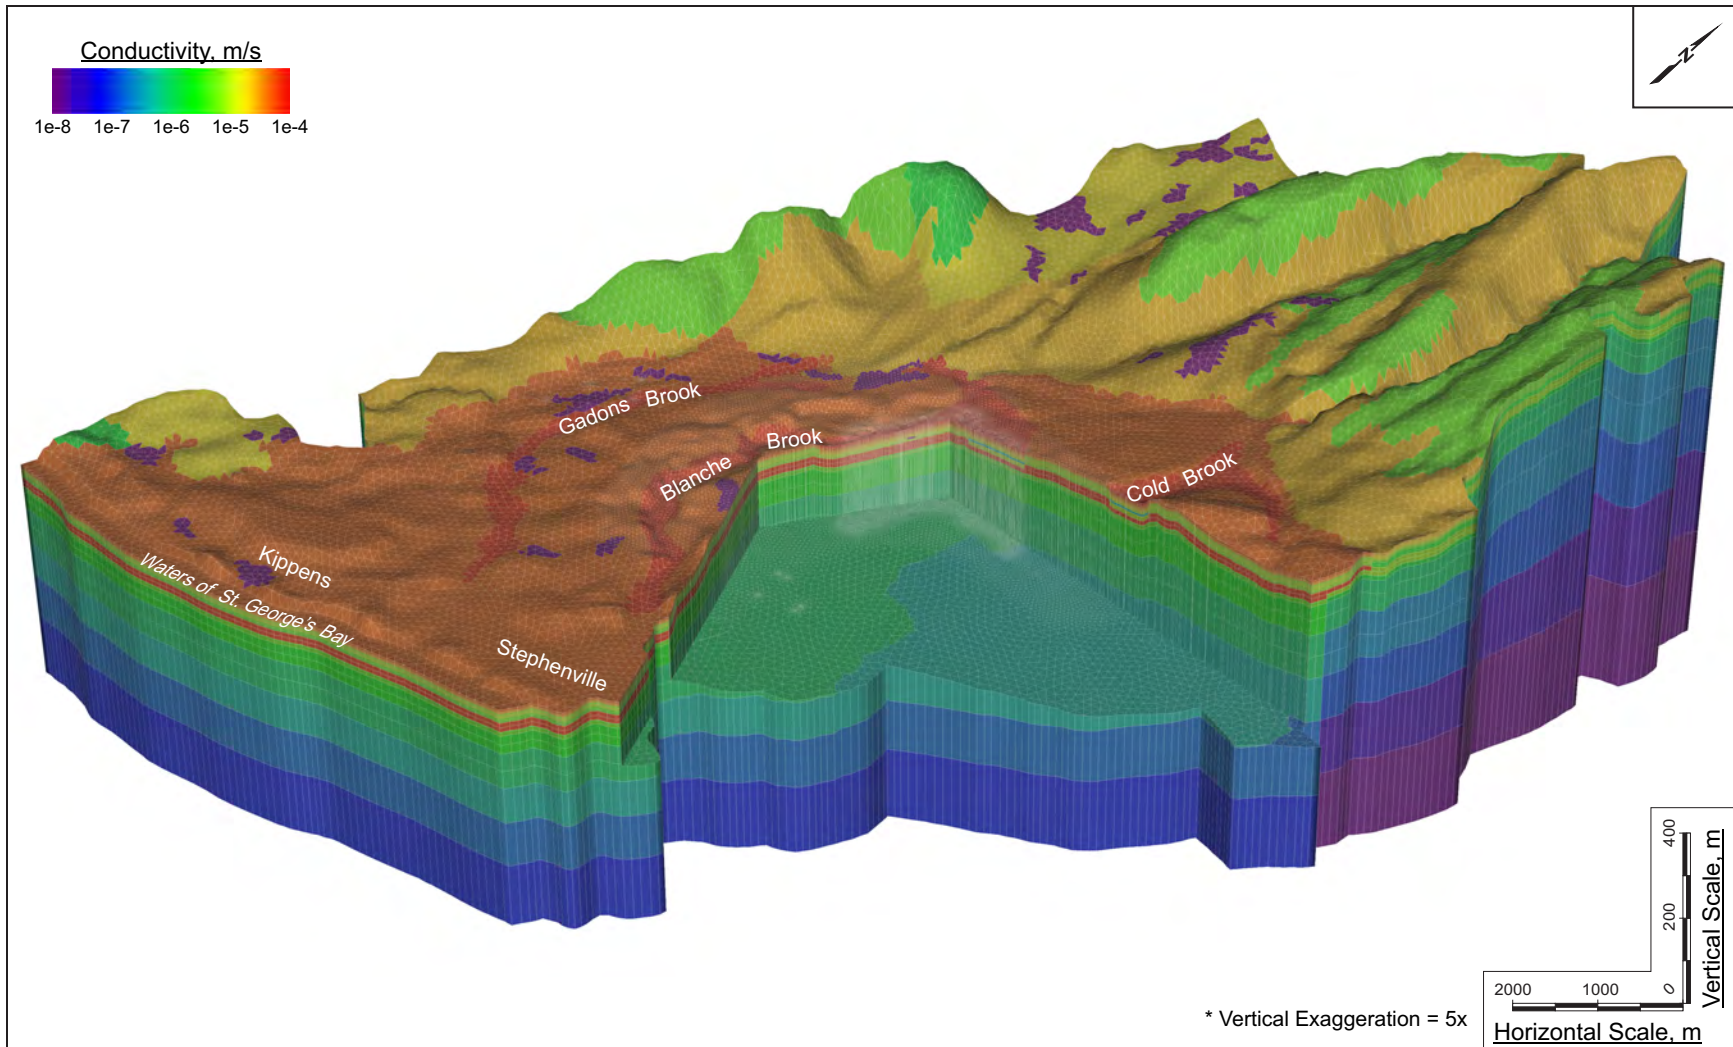 Conductivity, m/s
1e-8 1e-7 1e-6 1e-5 1e-4
N
Gadons Brook
Blanche Brook
Cold Brook
Kippens
Waters of St. George's Bay
Stephenville
400
200
0
Vertical Scale, m
2000 1000
Horizontal Scale, m
* Vertical Exaggeration = 5x